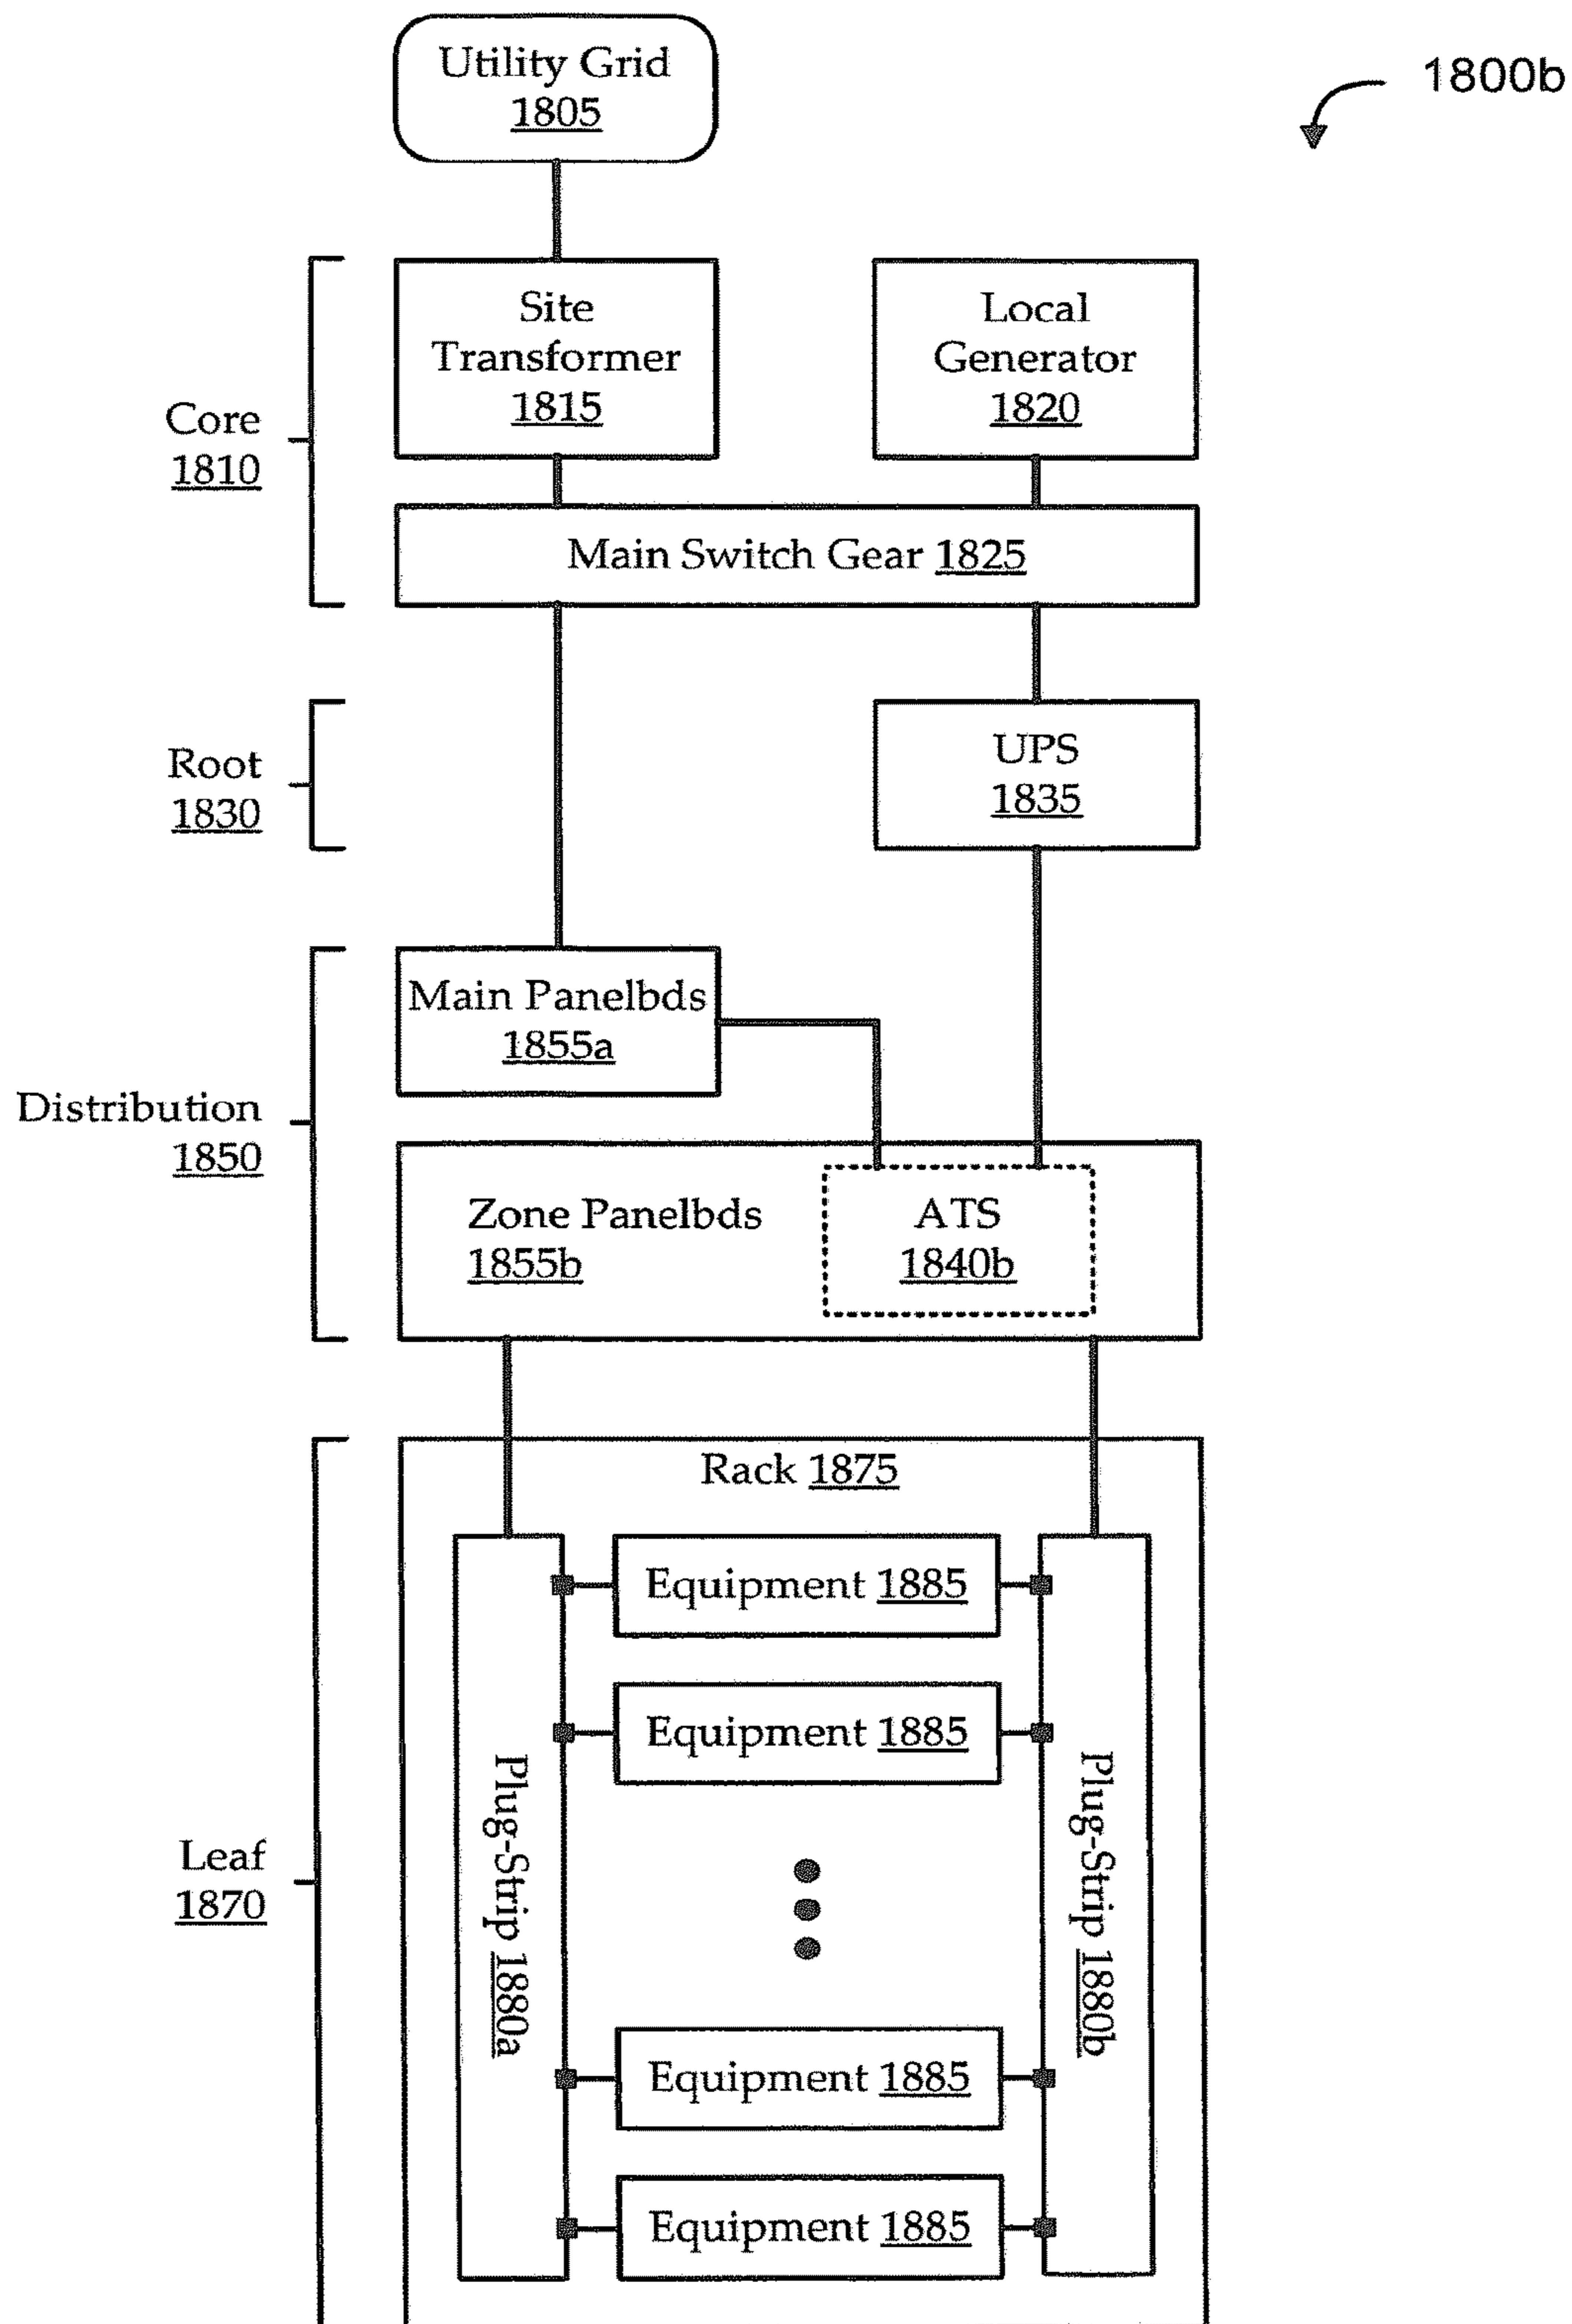 Utility Grid
1805
1800b
Site
Transformer
1815
Local
Generator
1820
Core
1810
Main Switch Gear 1825
Root
1830
UPS
1835
Main Panelbds
1855a
Distribution
1850
Zone Panelbds
1855b
ATS
1840b
Rack 1875
Equipment 1885
Equipment 1885
Leaf
1870
Plug-Strip 1880a
Plug-Strip 1880b
Equipment 1885
Equipment 1885